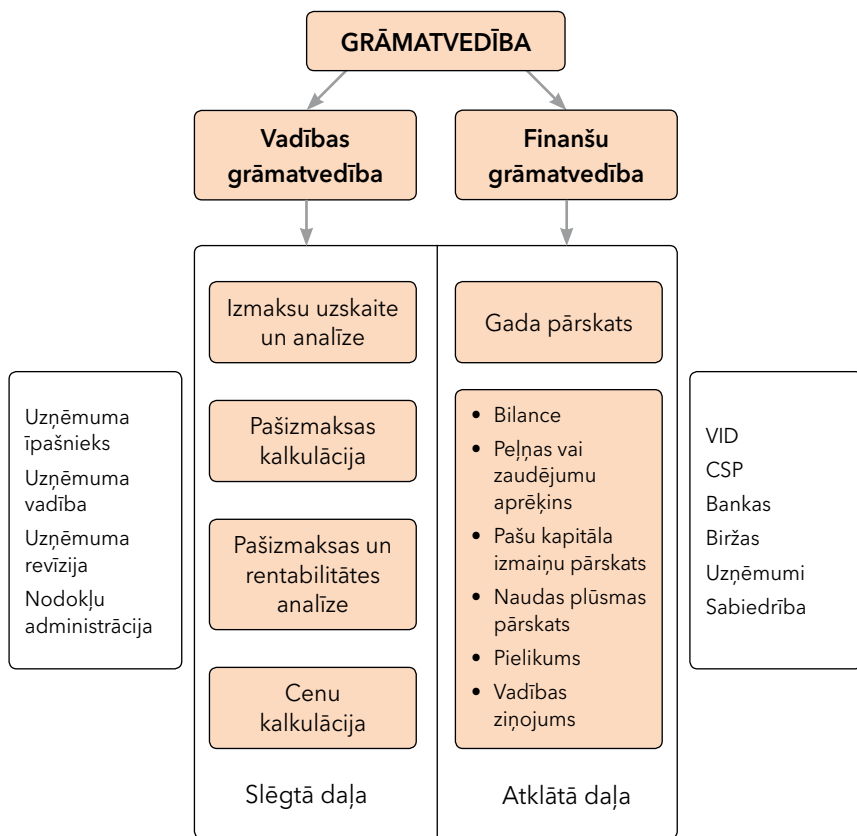 GRĀMATVEDĪBA
Vadības
grāmatvedība
Finanšu
grāmatvedība
Uzņēmuma
īpašnieks
Uzņēmuma
vadība
Uzņēmuma
revīzija
Nodokļu
administrācija
Izmaksu uzskaite
un analīze
Pašizmaksas
kalkulācija
Pašizmaksas un
rentabilitātes
analīze
Cenu
kalkulācija
Slēgtā daļa
Gada pārskats
• Bilance
• Peļņas vai
zaudējumu
aprēķins
• Pašu kapitāla
izmaiņu pārskats
• Naudas plūsmas
pārskats
• Pielikums
• Vadības
ziņojums
Atklātā daļa
VID
CSP
Bankas
Biržas
Uzņēmumi
Sabiedrība